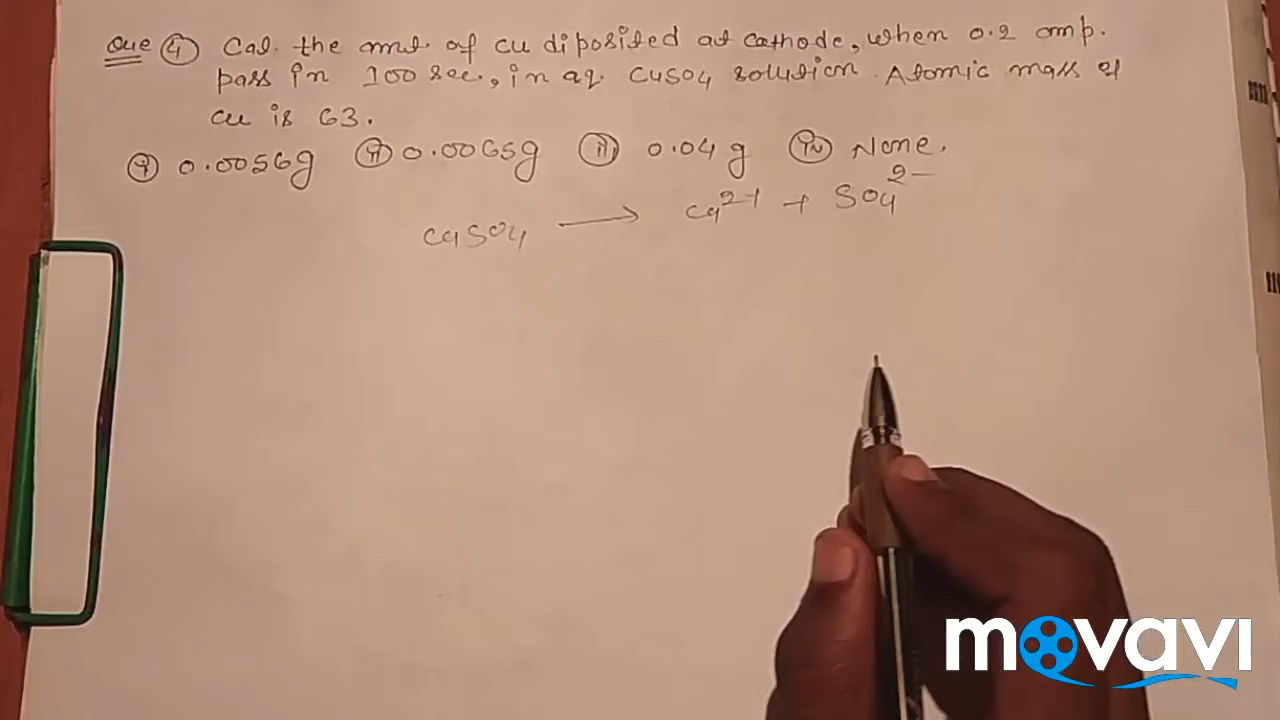 Que 4 Cal. the amt. of cu diposited at cathode, when 0.2 amp.
pass in 100 sec., in aq. CuSO4 solution. Atomic mass of
cu is 63.
i 0.0056g ii 0.0065g iii 0.04 g iv None.
CuSO4 → Cu2+ + SO4 2-
movavi